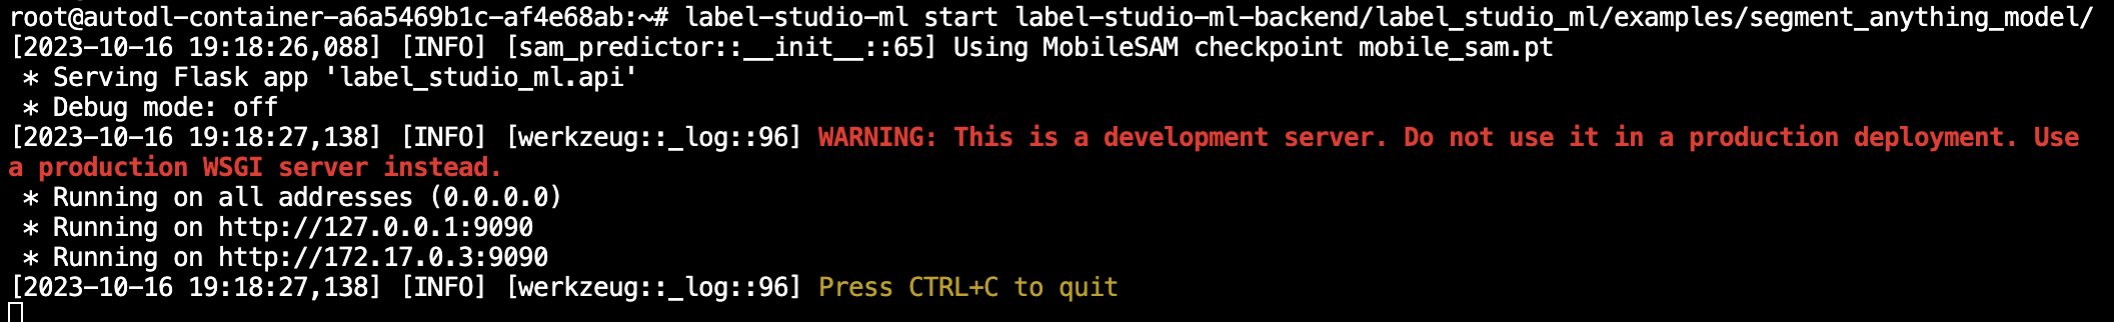 root@autodl-container-a6a5469b1c-af4e68ab:~# label-studio-ml start label-studio-ml-backend/label_studio_ml/examples/segment_anything_model/
[2023-10-16 19:18:26,088] [INFO] [sam_predictor::__init__::65] Using MobileSAM checkpoint mobile_sam.pt
 * Serving Flask app 'label_studio_ml.api'
 * Debug mode: off
[2023-10-16 19:18:27,138] [INFO] [werkzeug::_log::96] WARNING: This is a development server. Do not use it in a production deployment. Use
a production WSGI server instead.
 * Running on all addresses (0.0.0.0)
 * Running on http://127.0.0.1:9090
 * Running on http://172.17.0.3:9090
[2023-10-16 19:18:27,138] [INFO] [werkzeug::_log::96] Press CTRL+C to quit